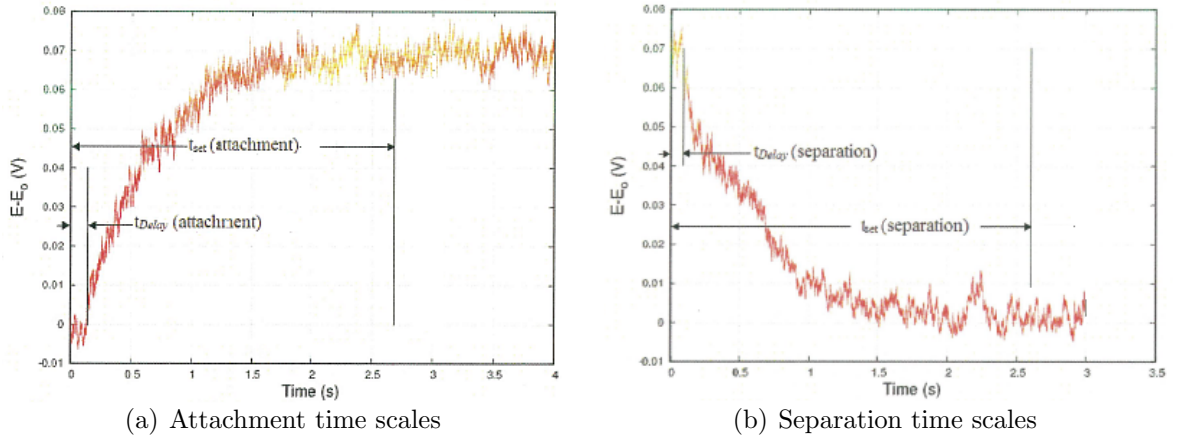 0.08
0.07
0.06
0.05
0.04
0.03
0.02
0.01
0
-0.01
E-E₀ (V)
tset (attachment)
tDelay (attachment)
0 0.5 1 1.5 2 2.5 3 3.5 4
Time (s)
(a) Attachment time scales
0.08
0.07
0.06
0.05
0.04
0.03
0.02
0.01
0
-0.01
E-E₀ (V)
tDelay (separation)
tset (separation)
0 0.5 1 1.5 2 2.5 3 3.5
Time (s)
(b) Separation time scales